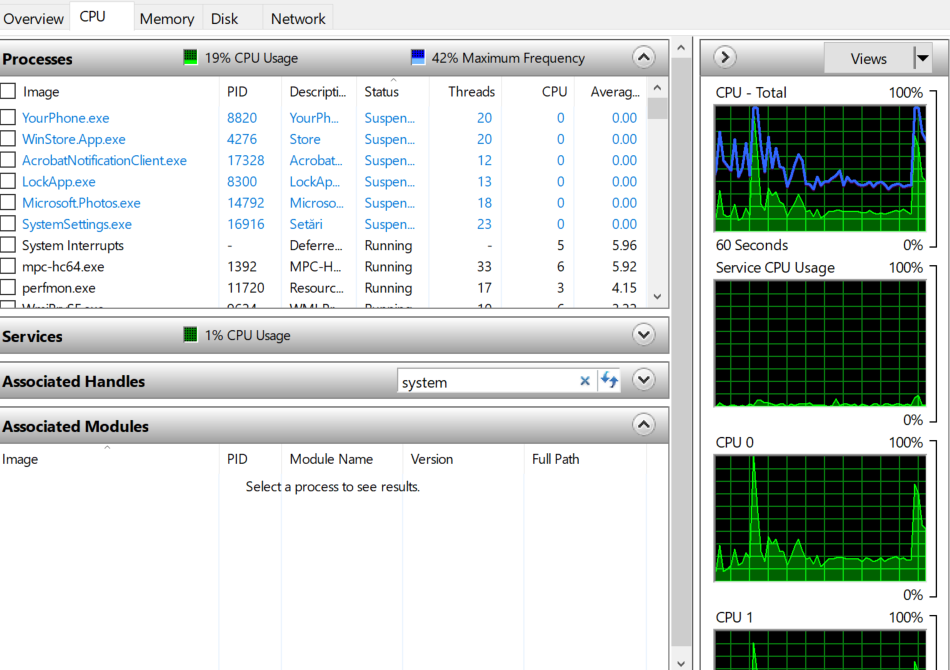 Overview CPU Memory Disk Network
Processes 19% CPU Usage 42% Maximum Frequency
Image PID Descripti... Status Threads CPU Averag...
YourPhone.exe 8820 YourPh... Suspen... 20 0 0.00
WinStore.App.exe 4276 Store Suspen... 20 0 0.00
AcrobatNotificationClient.exe 17328 Acrobat... Suspen... 12 0 0.00
LockApp.exe 8300 LockAp... Suspen... 13 0 0.00
Microsoft.Photos.exe 14792 Microso... Suspen... 18 0 0.00
SystemSettings.exe 16916 Setări Suspen... 23 0 0.00
System Interrupts - Deferre... Running - 5 5.96
mpc-hc64.exe 1392 MPC-H... Running 33 6 5.92
perfmon.exe 11720 Resourc... Running 17 3 4.15
Services 1% CPU Usage
Associated Handles system
Associated Modules
Image PID Module Name Version Full Path
Select a process to see results.
Views
CPU - Total 100%
60 Seconds 0%
Service CPU Usage 100%
0%
CPU 0 100%
0%
CPU 1 100%